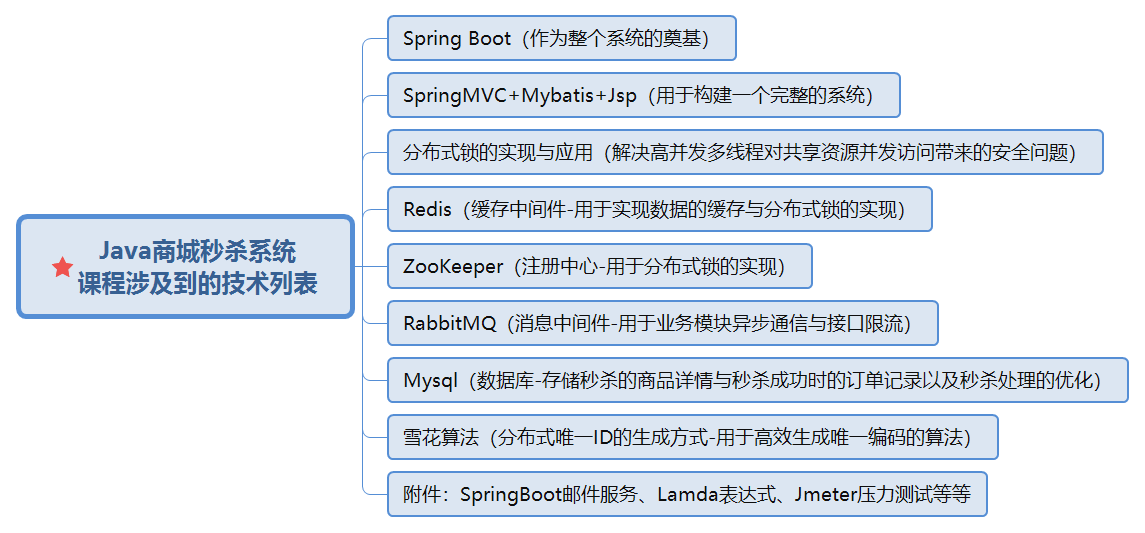 Java商城秒杀系统
课程涉及到的技术列表
Spring Boot（作为整个系统的奠基）
SpringMVC+Mybatis+Jsp（用于构建一个完整的系统）
分布式锁的实现与应用（解决高并发多线程对共享资源并发访问带来的安全问题）
Redis（缓存中间件-用于实现数据的缓存与分布式锁的实现）
ZooKeeper（注册中心-用于分布式锁的实现）
RabbitMQ（消息中间件-用于业务模块异步通信与接口限流）
Mysql（数据库-存储秒杀的商品详情与秒杀成功时的订单记录以及秒杀处理的优化）
雪花算法（分布式唯一ID的生成方式-用于高效生成唯一编码的算法）
附件：SpringBoot邮件服务、Lamda表达式、Jmeter压力测试等等